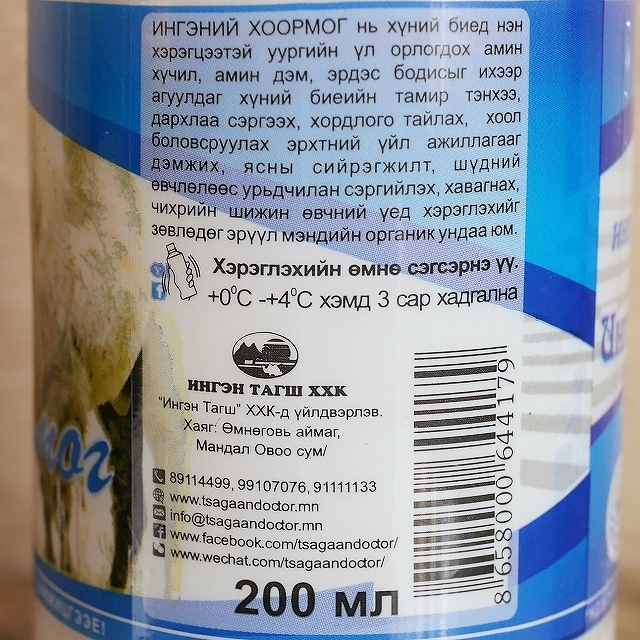 ИНГЭНИЙ ХООРМОГ нь хүний биед нэн
хэрэгцээтэй уургийн үл орлогдох амин
хүчил, амин дэм, эрдэс бодисыг ихээр
агуулдаг хүний биеийн тамир тэнхээ,
дархлаа сэргээх, хордлого тайлах, хоол
боловсруулах эрхтний үйл ажиллагааг
дэмжих, ясны сийрэгжилт, шүдний
өвчлөлөөс урьдчилан сэргийлэх, хавагнах,
чихрийн шижин өвчний үед хэрэглэхийг
зөвлөдөг эрүүл мэндийн органик ундаа юм.
Хэрэглэхийн өмнө сэгсэрнэ үү.
+0⁰C -+4⁰C хэмд 3 сар хадгална
ИНГЭН ТАГШ ХХК
"Ингэн Тагш" ХХК-д үйлдвэрлэв.
Хаяг: Өмнөговь аймаг,
Мандал Овоо сум/
89114499, 99107076, 91111133
www.tsagaandoctor.mn
info@tsagaandoctor.mn
www.facebook.com/tsagaandoctor/
www.wechat.com/tsagaandoctor/
200 мл
8 658000 644179